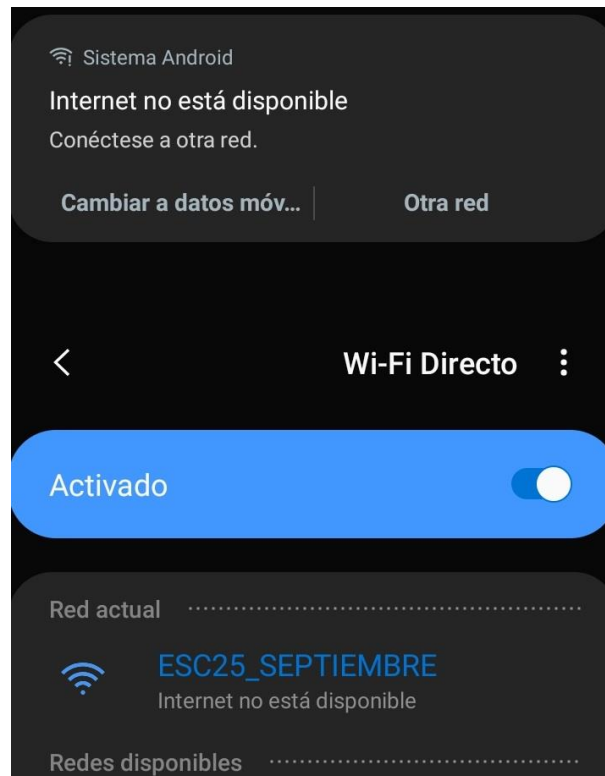 Sistema Android
Internet no está disponible
Conéctese a otra red.
Cambiar a datos móv... Otra red
Wi-Fi Directo
Activado
Red actual
ESC25_SEPTIEMBRE
Internet no está disponible
Redes disponibles